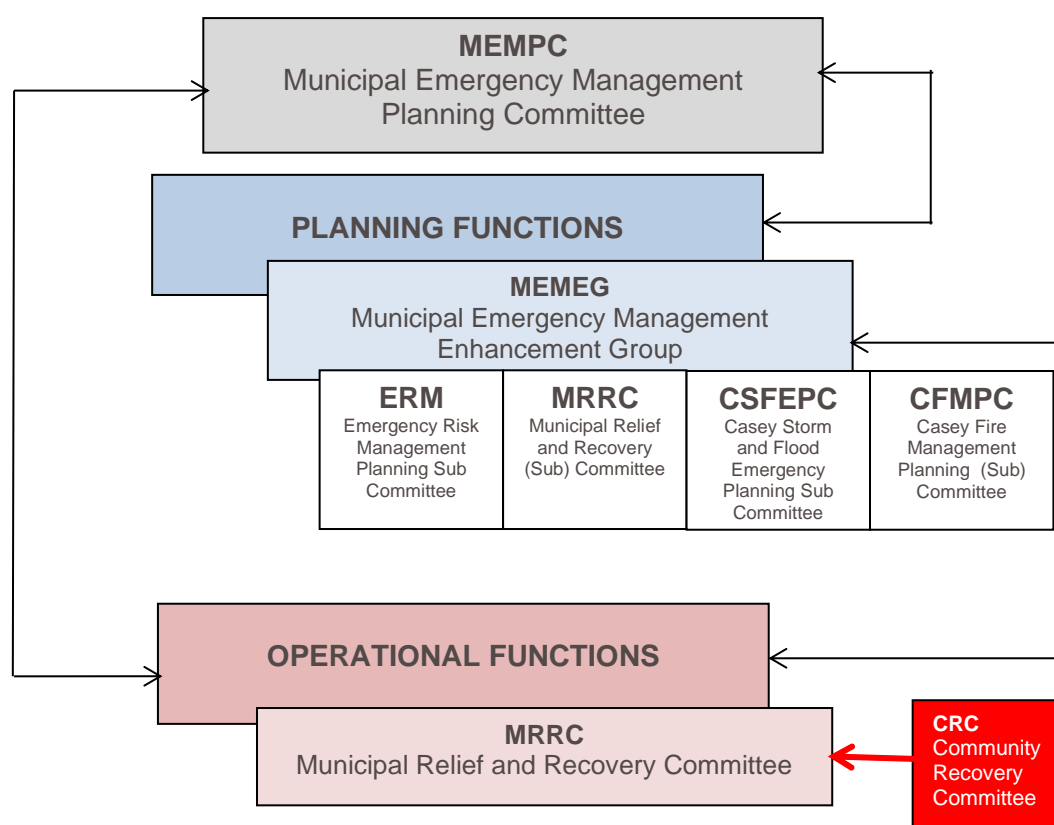 MEMPC
Municipal Emergency Management
Planning Committee
PLANNING FUNCTIONS
MEMEG
Municipal Emergency Management
Enhancement Group
ERM
Emergency Risk
Management
Planning Sub
Committee
MRRC
Municipal Relief
and Recovery
(Sub) Committee
CSFEPC
Casey Storm
and Flood
Emergency
Planning Sub
Committee
CFMPC
Casey Fire
Management
Planning (Sub)
Committee
OPERATIONAL FUNCTIONS
MRRC
Municipal Relief and Recovery Committee
CRC
Community
Recovery
Committee